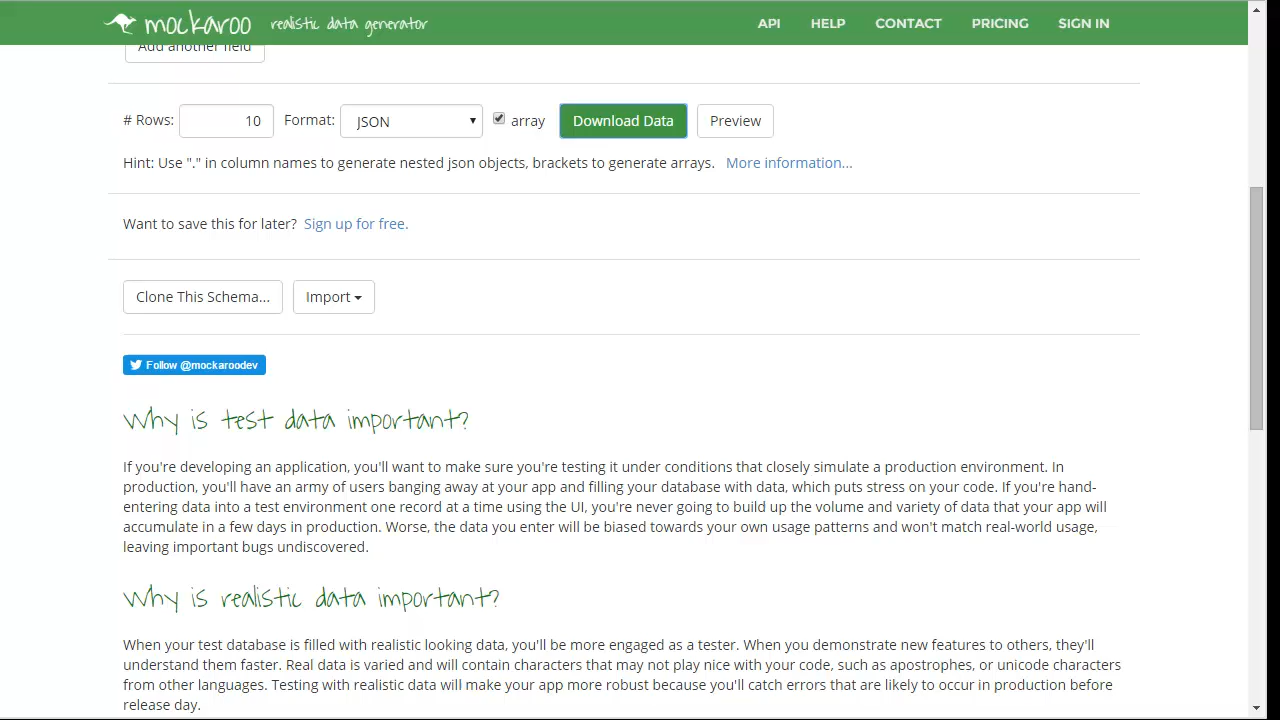 mockaroo realistic data generator API HELP CONTACT PRICING SIGN IN
Add another field
# Rows: 10 Format: JSON array Download Data Preview
Hint: Use "." in column names to generate nested json objects, brackets to generate arrays. More information...
Want to save this for later? Sign up for free.
Clone This Schema... Import
Follow @mockaroodev
Why is test data important?
If you're developing an application, you'll want to make sure you're testing it under conditions that closely simulate a production environment. In
production, you'll have an army of users banging away at your app and filling your database with data, which puts stress on your code. If you're hand-
entering data into a test environment one record at a time using the UI, you're never going to build up the volume and variety of data that your app will
accumulate in a few days in production. Worse, the data you enter will be biased towards your own usage patterns and won't match real-world usage,
leaving important bugs undiscovered.
Why is realistic data important?
When your test database is filled with realistic looking data, you'll be more engaged as a tester. When you demonstrate new features to others, they'll
understand them faster. Real data is varied and will contain characters that may not play nice with your code, such as apostrophes, or unicode characters
from other languages. Testing with realistic data will make your app more robust because you'll catch errors that are likely to occur in production before
release day.